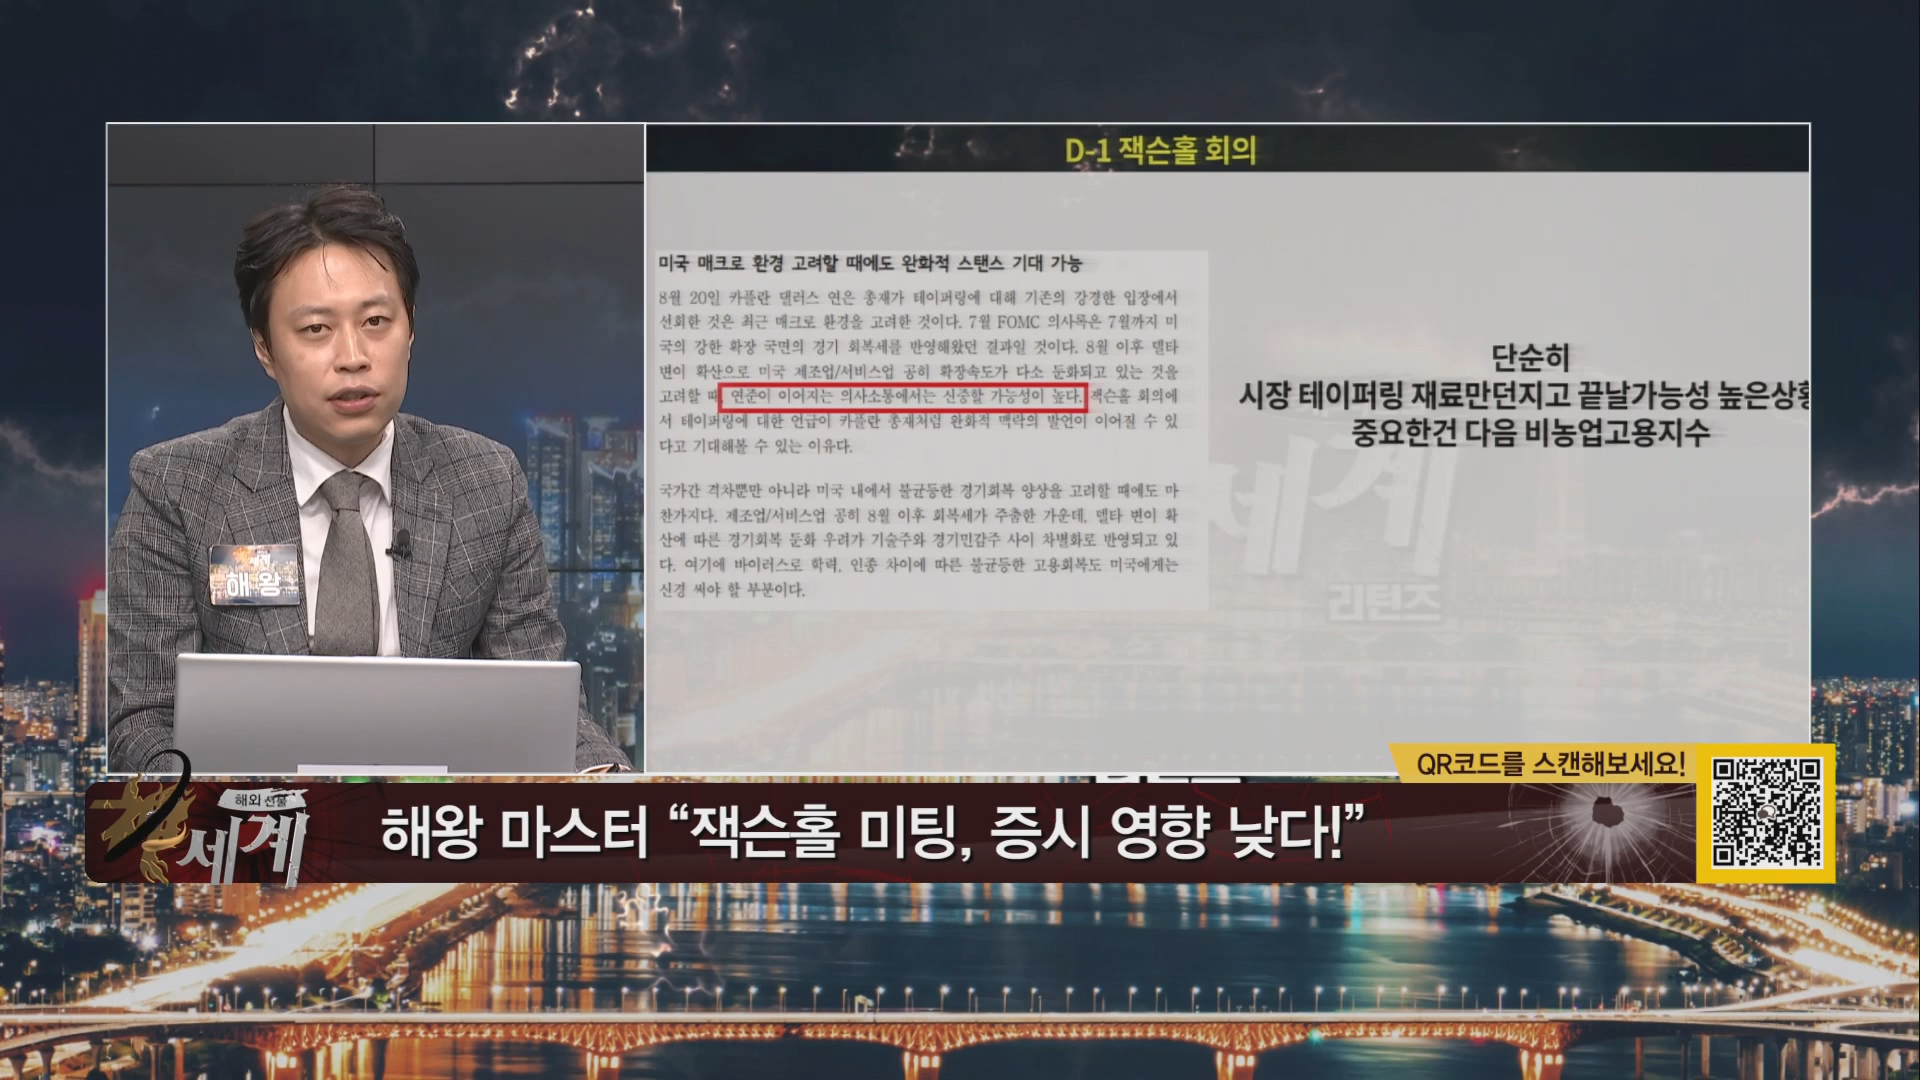 D-1 잭슨홀 회의
미국 매크로 환경 고려할 때에도 완화적 스탠스 기대 가능
8월 20일 카플란 댈러스 연은 총재가 테이퍼링에 대해 기존의 강경한 입장에서
선회한 것은 최근 매크로 환경을 고려한 것이다. 7월 FOMC 의사록은 7월까지 미
국의 강한 확장 국면의 경기 회복세를 반영해왔던 결과일 것이다. 8월 이후 델타
변이 확산으로 미국 제조업/서비스업 공히 확장속도가 다소 둔화되고 있는 것을
고려할 때, 연준이 이어지는 의사소통에서는 신중할 가능성이 높다. 잭슨홀 회의에
서 테이퍼링에 대한 언급이 카플란 총재처럼 완화적 맥락의 발언이 이어질 수 있
다고 기대해볼 수 있는 이유다.
국가간 격차뿐만 아니라 미국 내에서 불균등한 경기회복 양상을 고려할 때에도 마
찬가지다. 제조업/서비스업 공히 8월 이후 회복세가 주춤한 가운데, 델타 변이 확
산에 따른 경기회복 둔화 우려가 기술주와 경기민감주 사이 차별화로 반영되고 있
다. 여기에 바이러스로 학력, 인종 차이에 따른 불균등한 고용회복도 미국에게는
신경 써야 할 부분이다.
단순히
시장 테이퍼링 재료만던지고 끝날가능성 높은상황
중요한건 다음 비농업고용지수
세계
리턴즈
해왕
QR코드를 스캔해보세요!
해외 선물
세계
해왕 마스터 “잭슨홀 미팅, 증시 영향 낮다!”